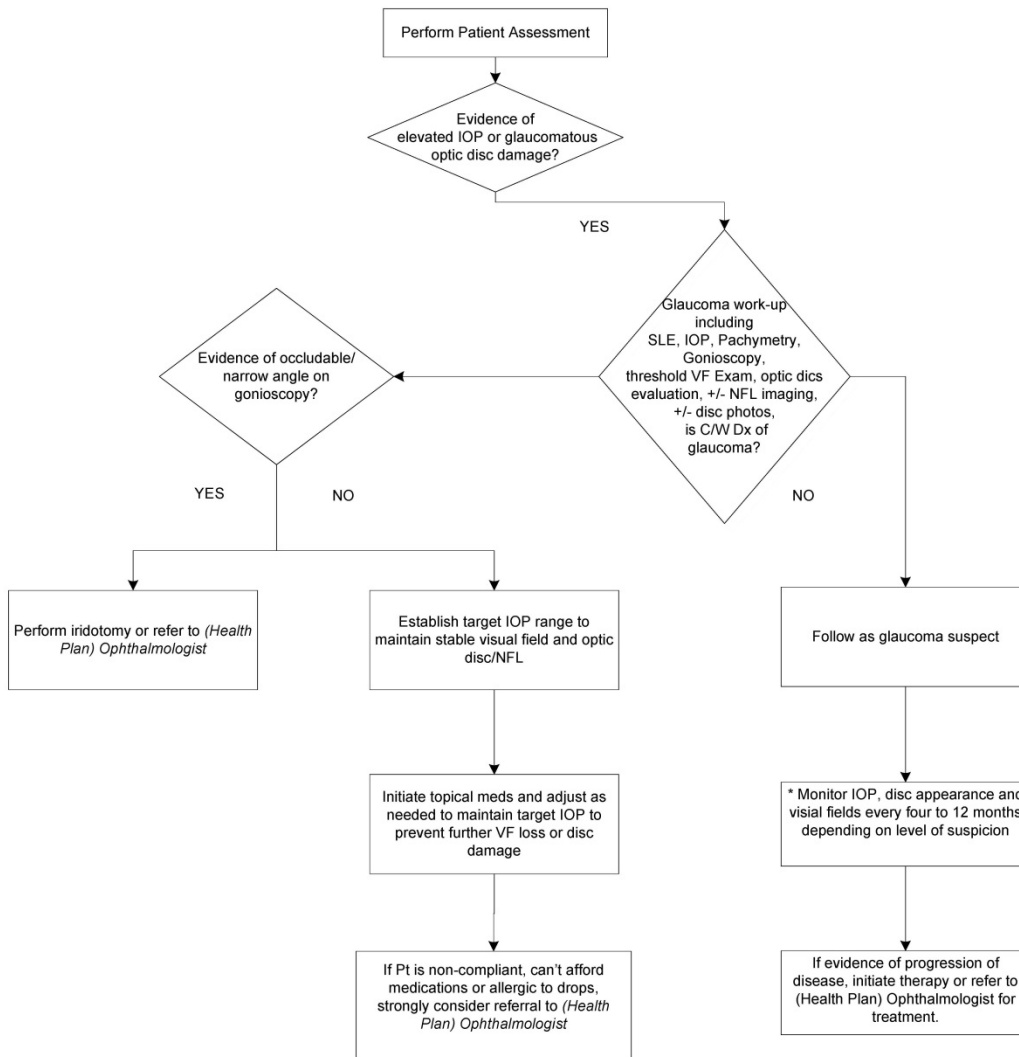 Perform Patient Assessment
Evidence of
elevated IOP or glaucomatous
optic disc damage?
YES
Glaucoma work-up
including
SLE, IOP, Pachymetry,
Gonioscopy,
threshold VF Exam, optic dics
evaluation, +/- NFL imaging,
+/- disc photos,
is C/W Dx of
glaucoma?
Evidence of occludable/
narrow angle on
gonioscopy?
YES
NO
NO
Perform iridotomy or refer to (Health
Plan) Ophthalmologist
Establish target IOP range to
maintain stable visual field and optic
disc/NFL
Follow as glaucoma suspect
Initiate topical meds and adjust as
needed to maintain target IOP to
prevent further VF loss or disc
damage
* Monitor IOP, disc appearance and
visial fields every four to 12 months
depending on level of suspicion
If Pt is non-compliant, can't afford
medications or allergic to drops,
strongly consider referral to (Health
Plan) Ophthalmologist
If evidence of progression of
disease, initiate therapy or refer to
(Health Plan) Ophthalmologist for
treatment.